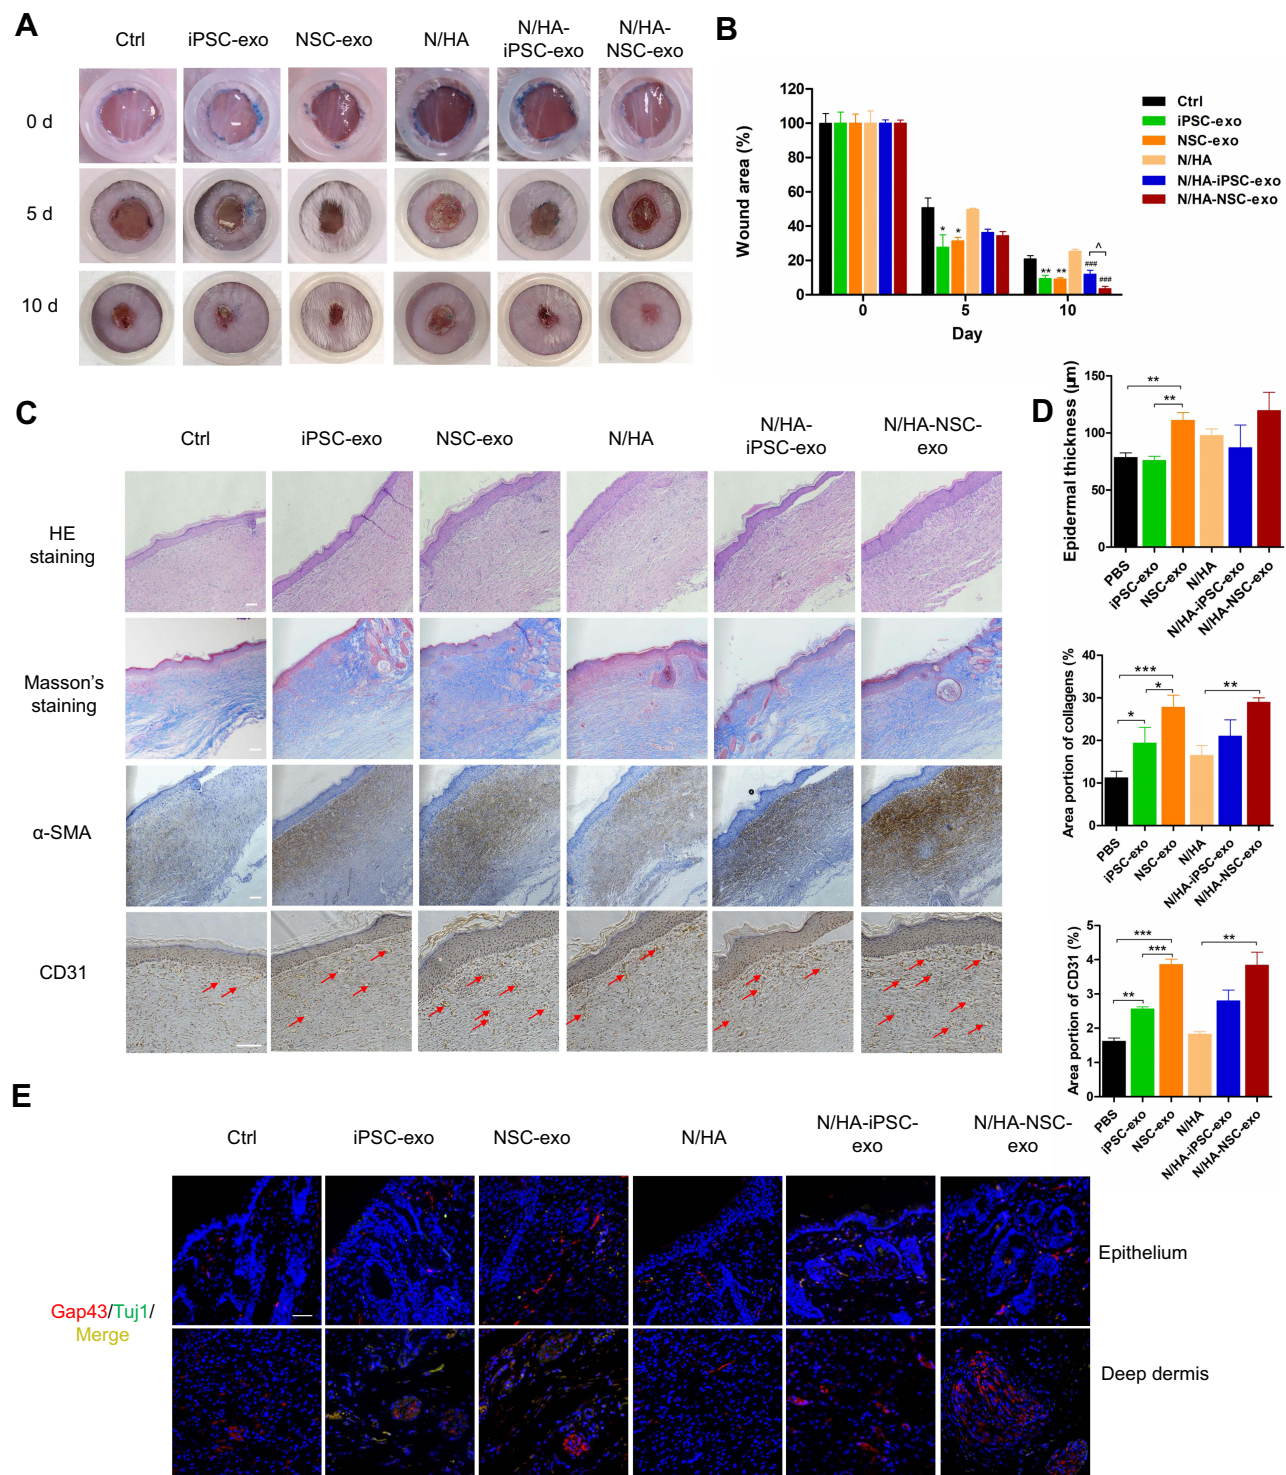 A
Ctrl
iPSC-exo
NSC-exo
N/HA
N/HA-
iPSC-exo
N/HA-
NSC-exo
0 d
5 d
10 d
B
Wound area (%)
120
100
80
60
40
20
0
* *
** **
###
^
###
0
5
10
Day
Ctrl
iPSC-exo
NSC-exo
N/HA
N/HA-iPSC-exo
N/HA-NSC-exo
C
Ctrl
iPSC-exo
NSC-exo
N/HA
N/HA-
iPSC-exo
N/HA-NSC-
exo
HE
staining
Masson's
staining
α-SMA
CD31
D
Epidermal thickness (μm)
150
100
50
0
**
**
PBS
iPSC-exo
NSC-exo
N/HA
N/HA-iPSC-exo
N/HA-NSC-exo
Area portion of collagens (%
40
30
20
10
0
***
*
*
**
PBS
iPSC-exo
NSC-exo
N/HA
N/HA-iPSC-exo
N/HA-NSC-exo
Area portion of CD31 (%)
5
4
3
2
1
0
***
***
**
**
PBS
iPSC-exo
NSC-exo
N/HA
N/HA-iPSC-exo
N/HA-NSC-exo
E
Ctrl
iPSC-exo
NSC-exo
N/HA
N/HA-iPSC-
exo
N/HA-NSC-
exo
Gap43/Tuj1/
Merge
Epithelium
Deep dermis